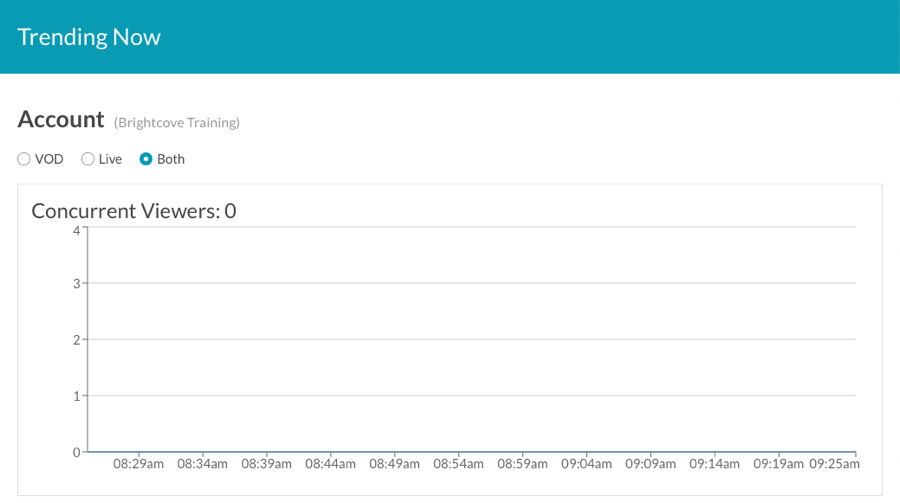 Trending Now
Account (Brightcove Training)
VOD Live Both
Concurrent Viewers: 0
4
3
2
1
0
08:29am 08:34am 08:39am 08:44am 08:49am 08:54am 08:59am 09:04am 09:09am 09:14am 09:19am 09:25am